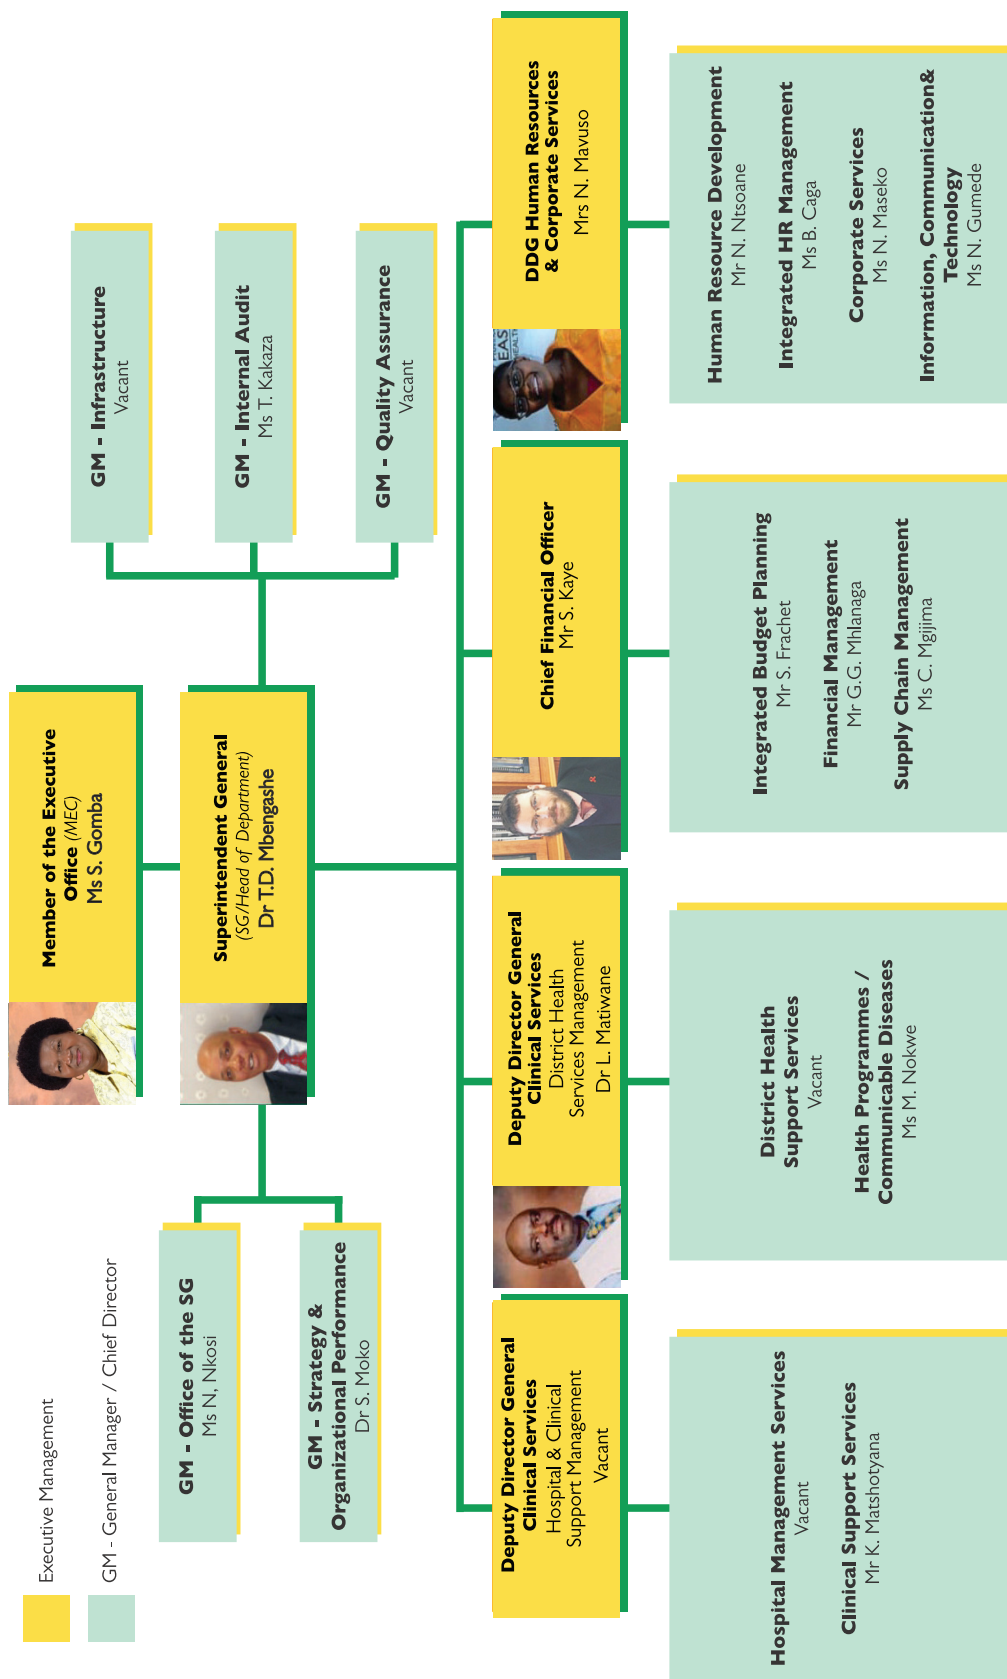 Executive Management
GM - General Manager / Chief Director
Member of the Executive
Office (MEC)
Ms S. Gomba
Superintendent General
(SG/Head of Department)
Dr T.D. Mbengashe
GM - Office of the SG
Ms N, Nkosi
GM - Strategy &
Organizational Performance
Dr S. Moko
GM - Infrastructure
Vacant
GM - Internal Audit
Ms T. Kakaza
GM - Quality Assurance
Vacant
Deputy Director General
Clinical Services
Hospital & Clinical
Support Management
Vacant
Deputy Director General
Clinical Services
District Health
Services Management
Dr L. Matiwane
Chief Financial Officer
Mr S. Kaye
EAS
HEALTH
DDG Human Resources
& Corporate Services
Mrs N. Mavuso
Hospital Management Services
Vacant
Clinical Support Services
Mr K. Matshotyana
District Health
Support Services
Vacant
Health Programmes /
Communicable Diseases
Ms M. Nokwe
Integrated Budget Planning
Mr S. Frachet
Financial Management
Mr G.G. Mhlanaga
Supply Chain Management
Ms C. Mgijima
Human Resource Development
Mr N. Ntsoane
Integrated HR Management
Ms B. Caga
Corporate Services
Ms N. Maseko
Information, Communication&
Technology
Ms N. Gumede